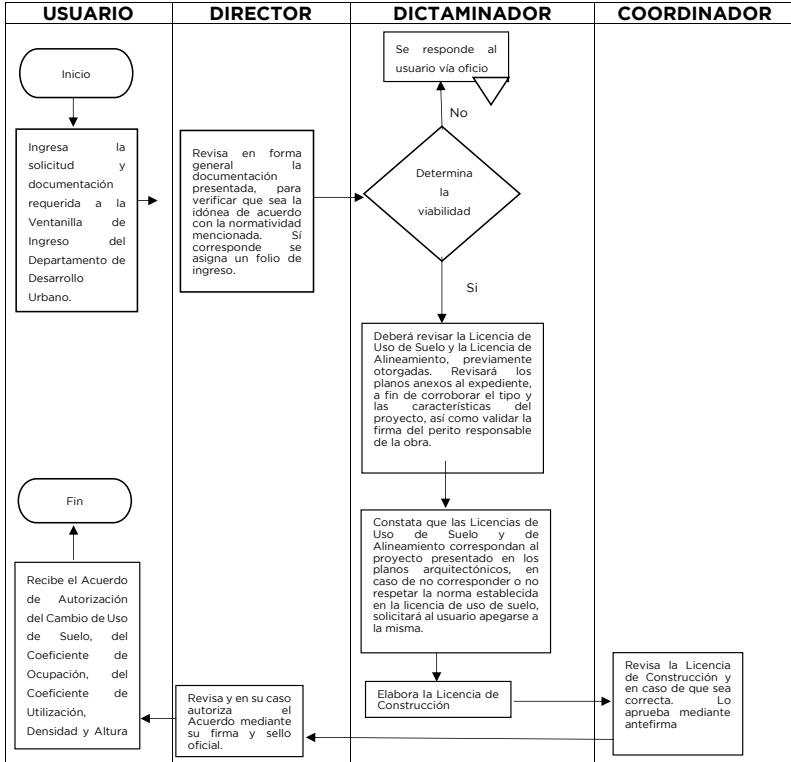 USUARIO
DIRECTOR
DICTAMINADOR
COORDINADOR
Inicio
Ingresa la
solicitud y
documentación
requerida a la
Ventanilla de
Ingreso del
Departamento de
Desarrollo
Urbano.
Revisa en forma
general la
documentación
presentada, para
verificar que sea la
idónea de acuerdo
con la normatividad
mencionada. Sí
corresponde se
asigna un folio de
ingreso.
Se responde al
usuario vía oficio
No
Determina
la
viabilidad
Si
Deberá revisar la Licencia de
Uso de Suelo y la Licencia de
Alineamiento, previamente
otorgadas. Revisará los
planos anexos al expediente,
a fin de corroborar el tipo y
las características del
proyecto, así como validar la
firma del perito responsable
de la obra.
Constata que las Licencias de
Uso de Suelo y de
Alineamiento correspondan al
proyecto presentado en los
planos arquitectónicos, en
caso de no corresponder o no
respetar la norma establecida
en la licencia de uso de suelo,
solicitará al usuario apegarse a
la misma.
Elabora la Licencia de
Construcción
Revisa la Licencia
de Construcción y
en caso de que sea
correcta. Lo
aprueba mediante
antefirma
Revisa y en su caso
autoriza el
Acuerdo mediante
su firma y sello
oficial.
Recibe el Acuerdo
de Autorización
del Cambio de Uso
de Suelo, del
Coeficiente de
Ocupación, del
Coeficiente de
Utilización,
Densidad y Altura
Fin